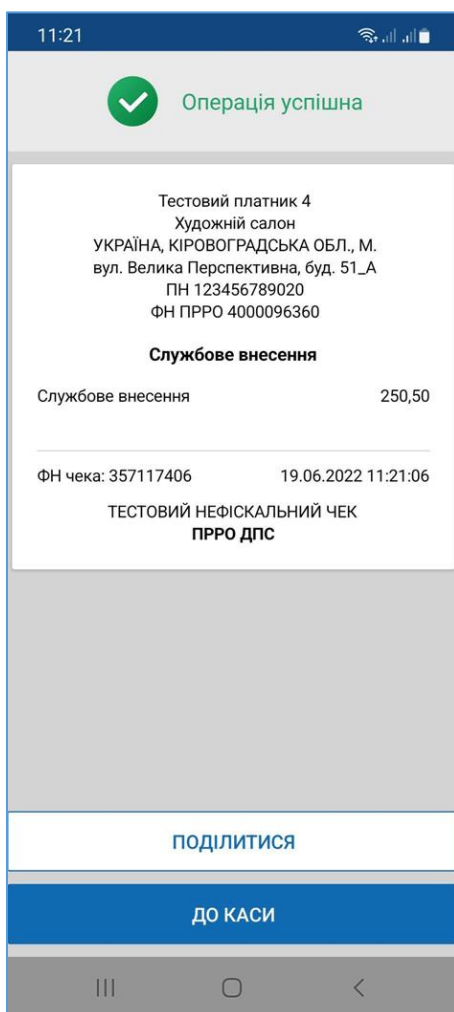 11:21
Операція успішна
Тестовий платник 4
Художній салон
УКРАЇНА, КІРОВОГРАДСЬКА ОБЛ., М.
вул. Велика Перспективна, буд. 51_А
ПН 123456789020
ФН ПРРО 4000096360
Службове внесення
Службове внесення 250,50
ФН чека: 357117406 19.06.2022 11:21:06
ТЕСТОВИЙ НЕФІСКАЛЬНИЙ ЧЕК
ПРРО ДПС
ПОДІЛИТИСЯ
ДО КАСИ